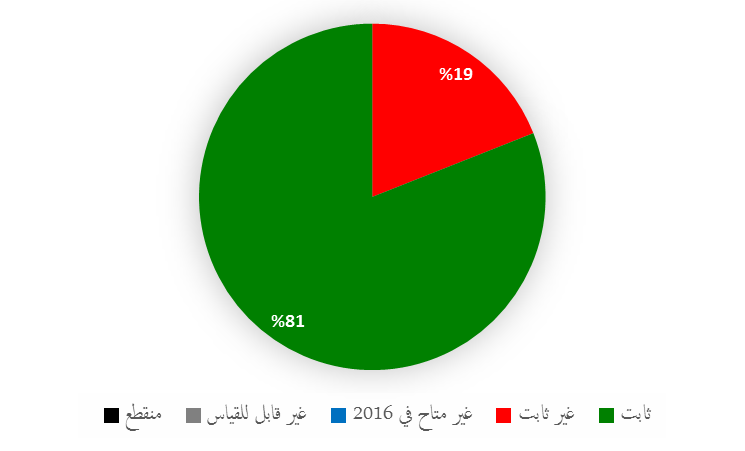 %19
%81
ثابت غير ثابت غير متاح في 2016 غير قابل للقياس منقطع